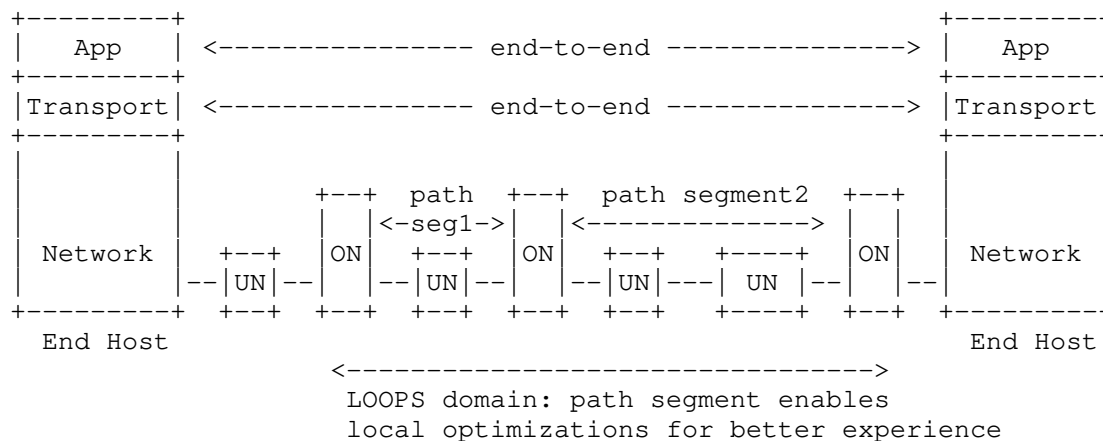 App <---------------- end-to-end ---------------> App
Transport <---------------- end-to-end ---------------> Transport
path path segment2
<-seg1-> <-------------->
Network ON ON ON Network
UN UN UN UN
End Host End Host
<---------------------------------->
LOOPS domain: path segment enables
local optimizations for better experience